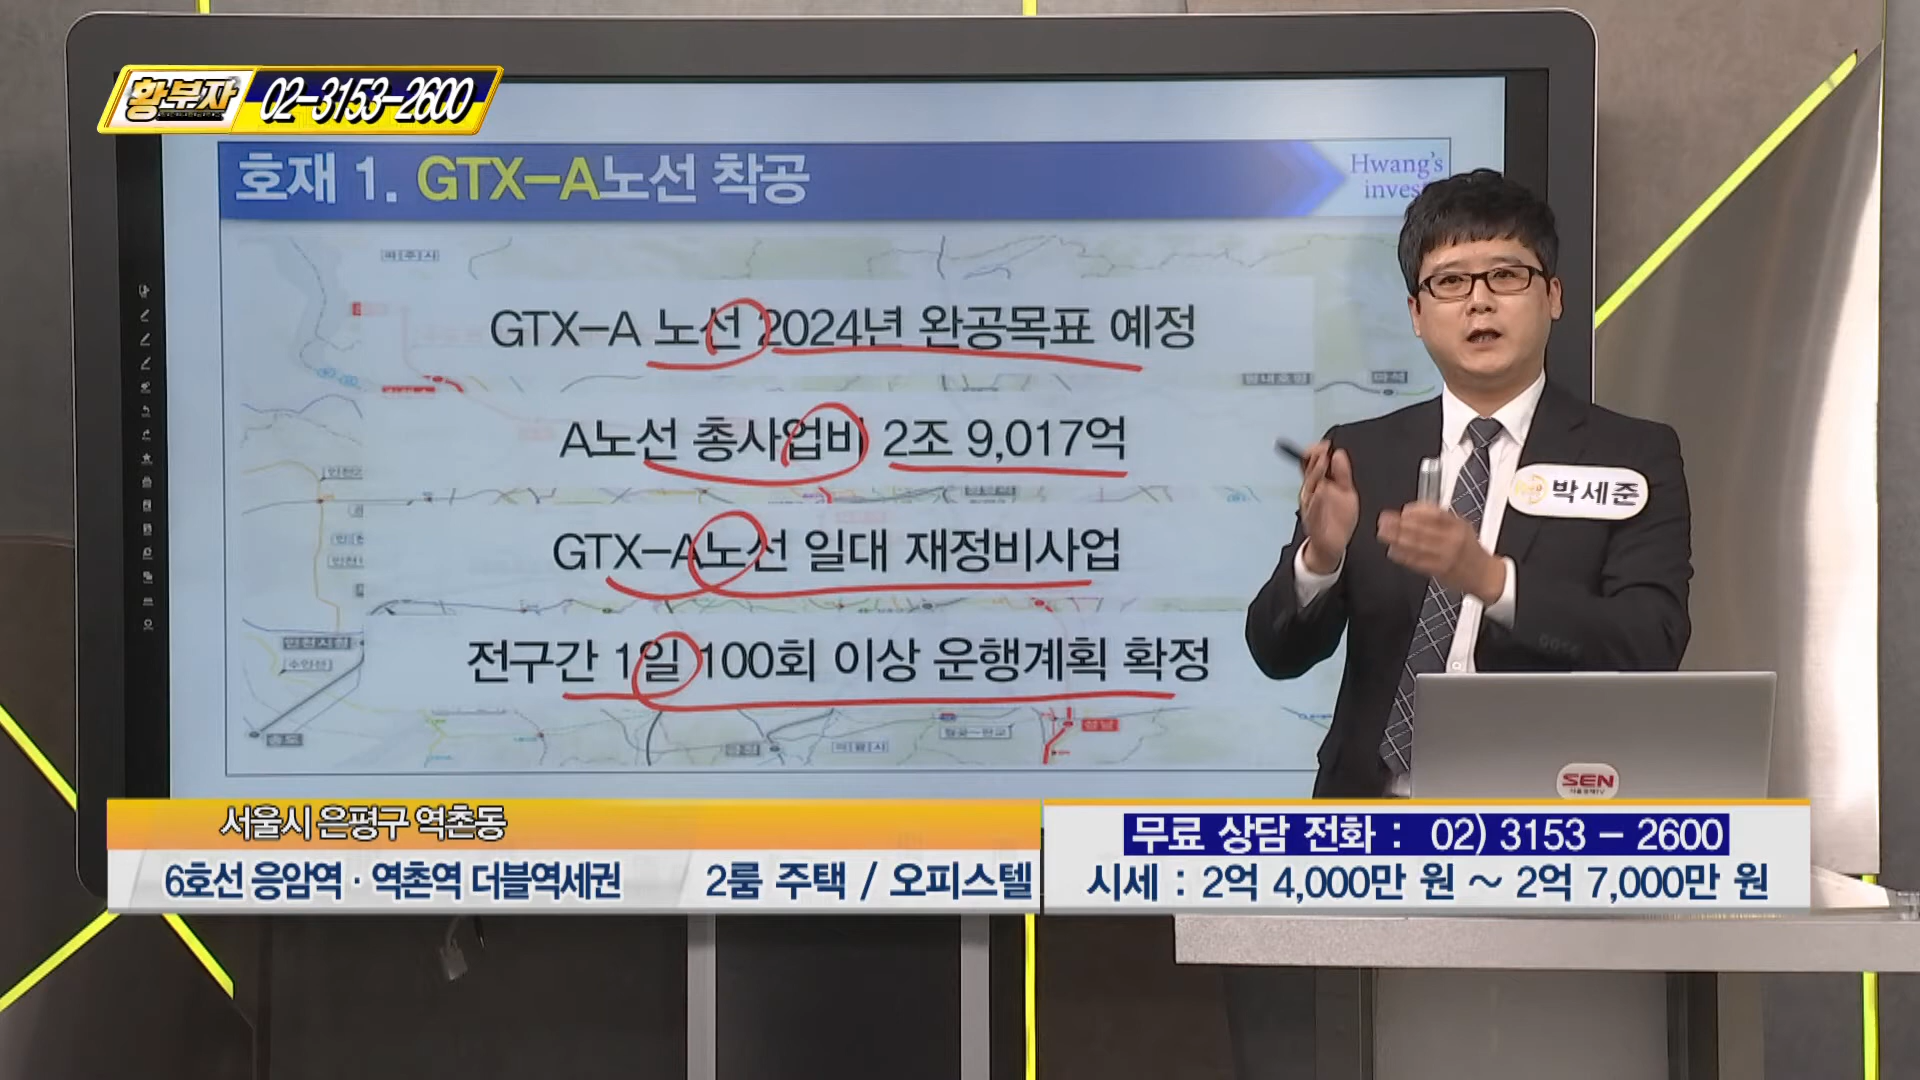 황부자 02-3153-2600
호재 1. GTX-A노선 착공
Hwang's
invest
GTX-A 노선 2024년 완공목표 예정
A노선 총사업비 2조 9,017억
GTX-A노선 일대 재정비사업
전구간 1일 100회 이상 운행계획 확정
박세준
SEN
서울시 은평구 역촌동
6호선 응암역·역촌역 더블역세권 2룸 주택 / 오피스텔
무료 상담 전화 : 02) 3153 - 2600
시세 : 2억 4,000만 원 ~ 2억 7,000만 원